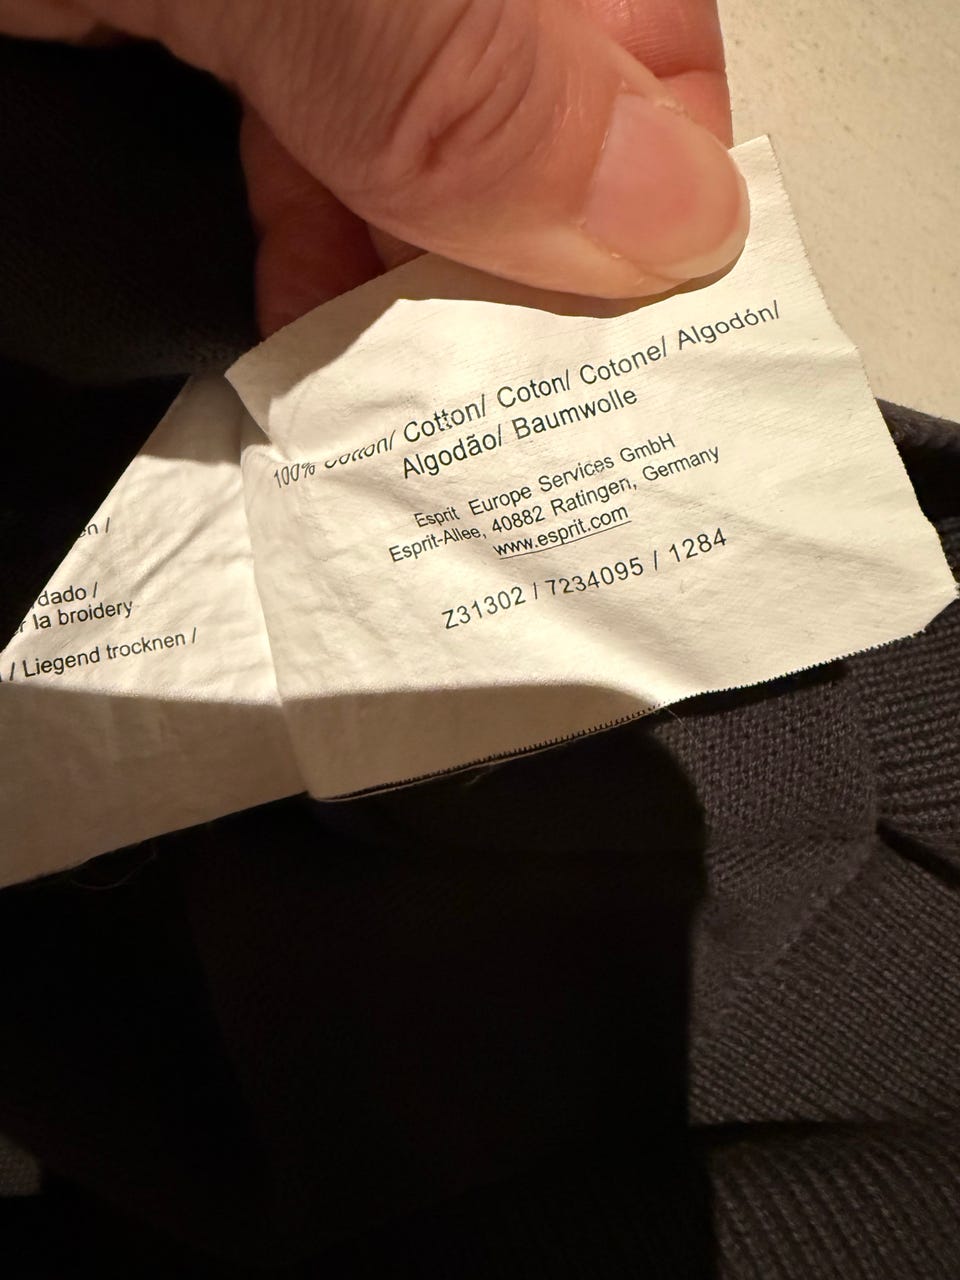 100% Cotton/ Cotton/ Coton/ Cotone/ Algodón/
Algodão/ Baumwolle
Esprit Europe Services GmbH
Esprit-Allee, 40882 Ratingen, Germany
www.esprit.com
Z31302 / 7234095 / 1284
/
dado /
la broidery
/ Liegend trocknen /